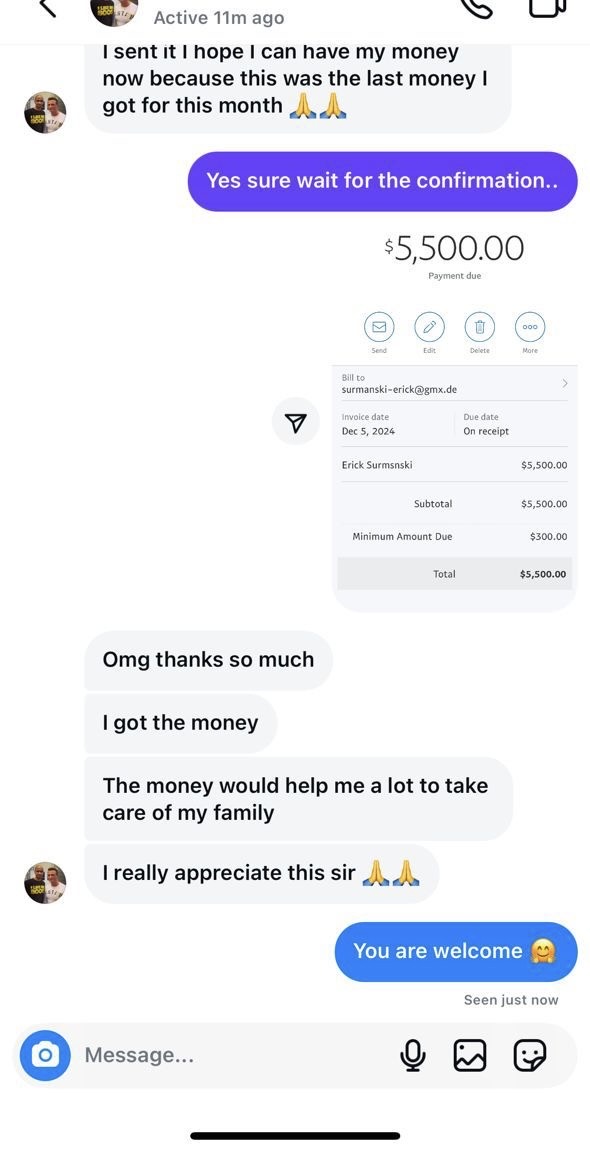 Active 11m ago
I sent it I hope I can have my money
now because this was the last money I
got for this month 🙏🙏
Yes sure wait for the confirmation..
$5,500.00
Payment due
Send
Edit
Delete
More
Bill to
surmanski-erick@gmx.de
Invoice date
Due date
Dec 5, 2024
On receipt
Erick Surmsnski
$5,500.00
Subtotal
$5,500.00
Minimum Amount Due
$300.00
Total
$5,500.00
Omg thanks so much
I got the money
The money would help me a lot to take
care of my family
I really appreciate this sir 🙏🙏
You are welcome 🤗
Seen just now
Message...